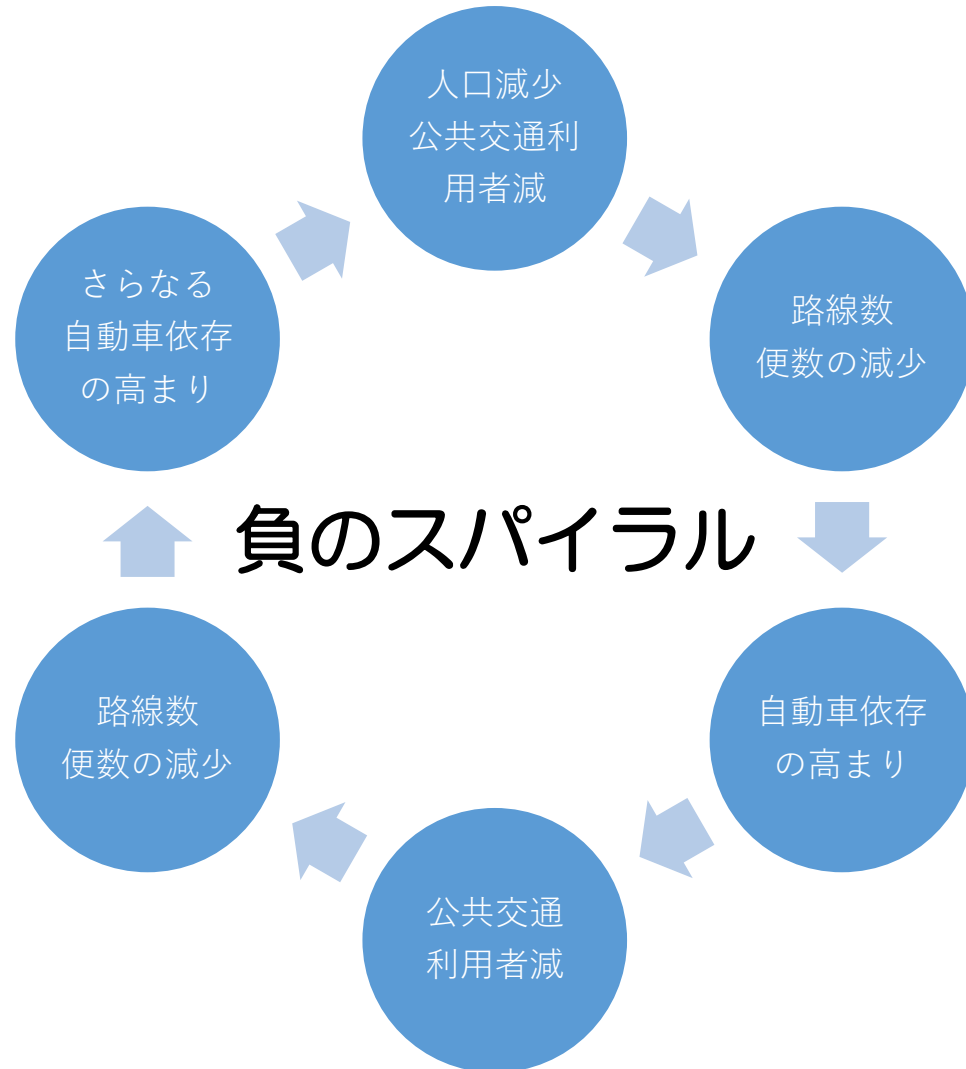 人口減少
公共交通利
用者減
路線数
便数の減少
自動車依存
の高まり
公共交通
利用者減
路線数
便数の減少
さらなる
自動車依存
の高まり
負のスパイラル